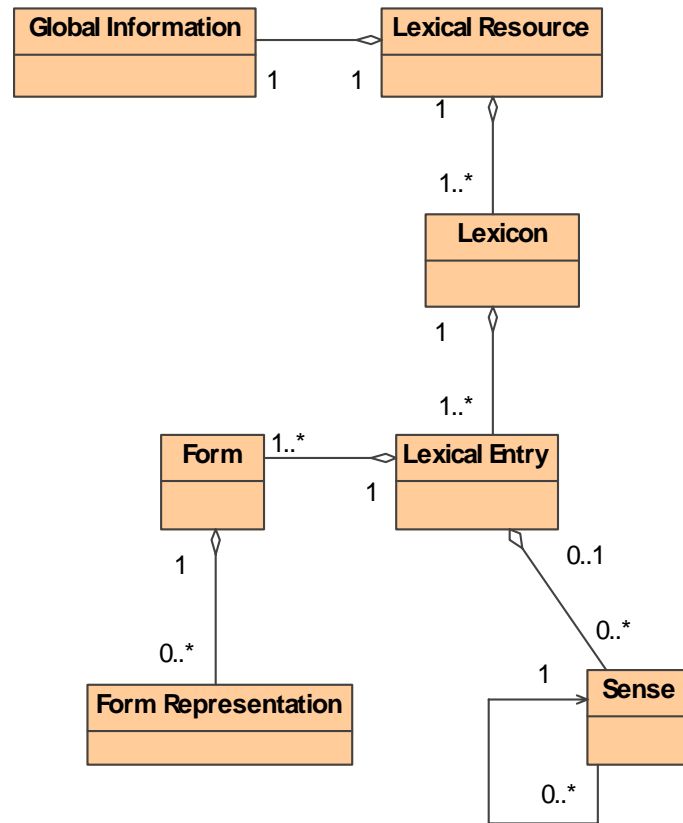 Global Information
Lexical Resource
1
1
1
1..*
Lexicon
1
1..*
Form
1..*
Lexical Entry
1
1
0..1
0..*
0..*
Form Representation
1
Sense
0..*